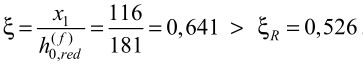 ξ = x₁ / h₀,red⁽ᶠ⁾ = 116 / 181 = 0,641 > ξ_R = 0,526